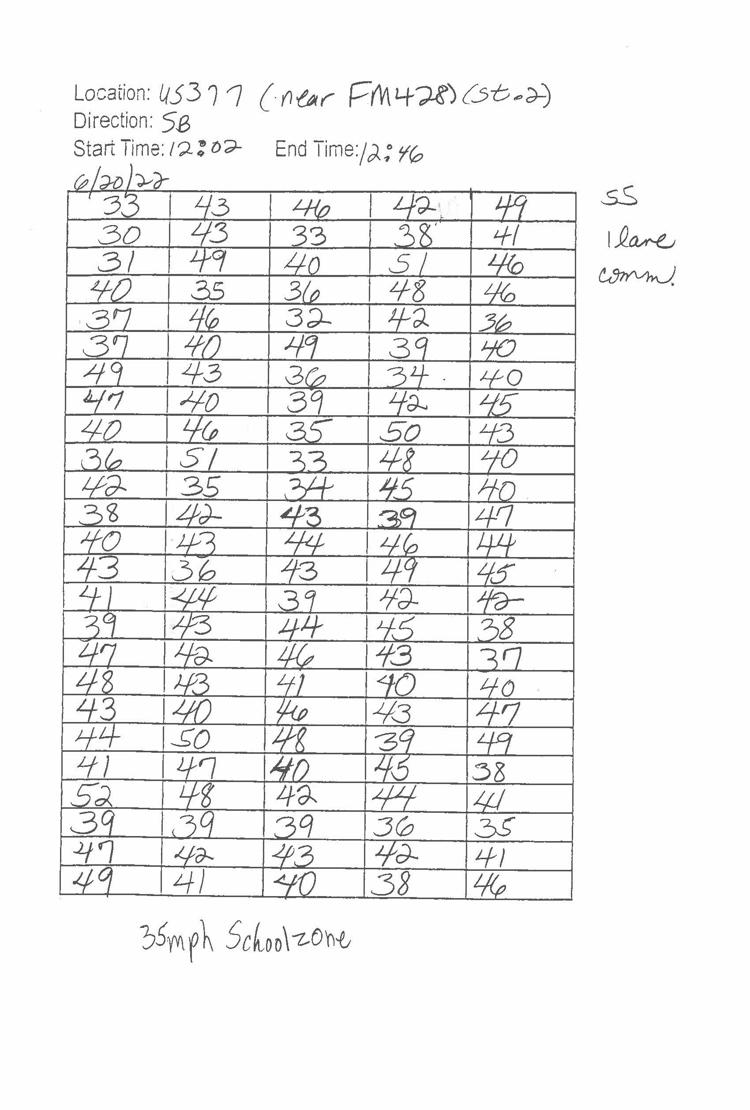 Location: US377 (near FM428) (St.2)
Direction: SB
Start Time: 12:02 End Time: 12:46
6/20/22
33 43 46 42 49 SS
30 43 33 38 41 1 lane
31 49 40 51 46 comm.
40 35 36 48 46
37 46 32 42 36
37 40 49 39 40
49 43 36 34 40
47 40 39 42 45
40 46 35 50 43
36 51 33 48 40
42 35 34 45 40
38 42 43 39 47
40 43 44 46 44
43 36 43 49 45
41 44 39 42 42
39 43 44 45 38
47 42 46 43 37
48 43 41 40 40
43 40 46 43 47
44 50 48 39 49
41 47 40 45 38
52 48 42 44 41
39 39 39 36 35
47 42 43 42 41
49 41 40 38 46
35mph Schoolzone